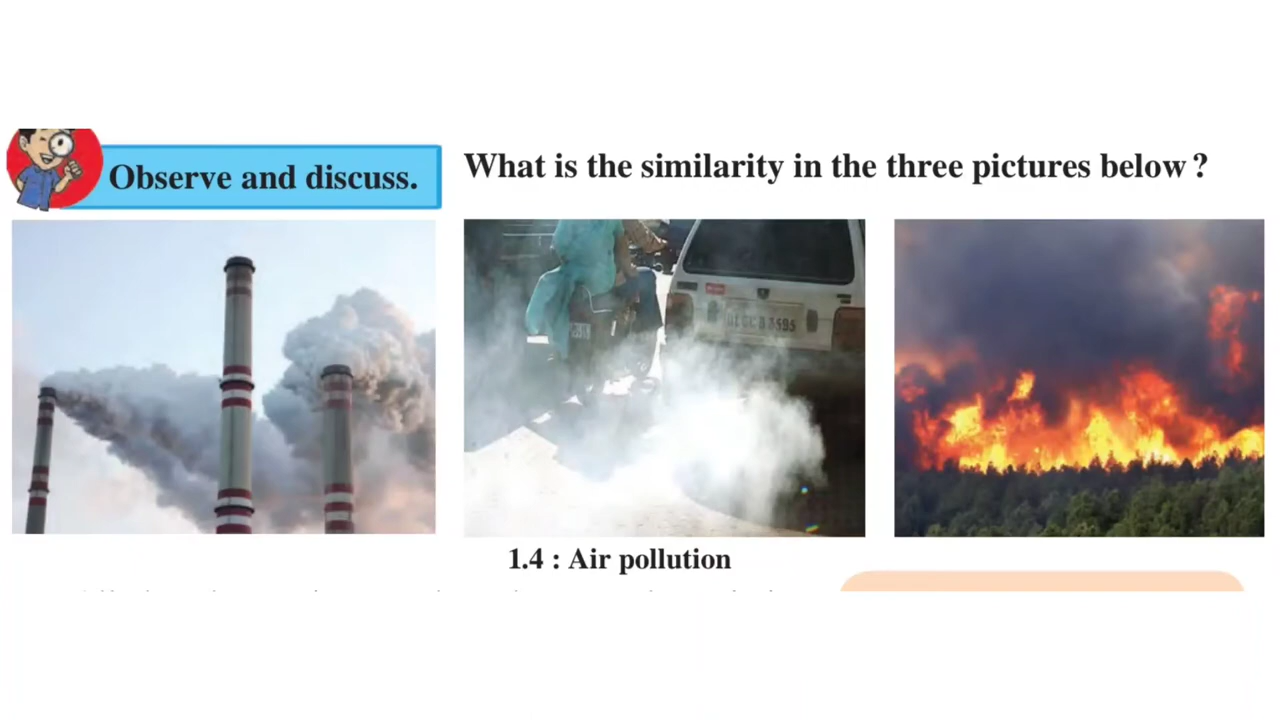 Observe and discuss.
What is the similarity in the three pictures below ?
1.4 : Air pollution